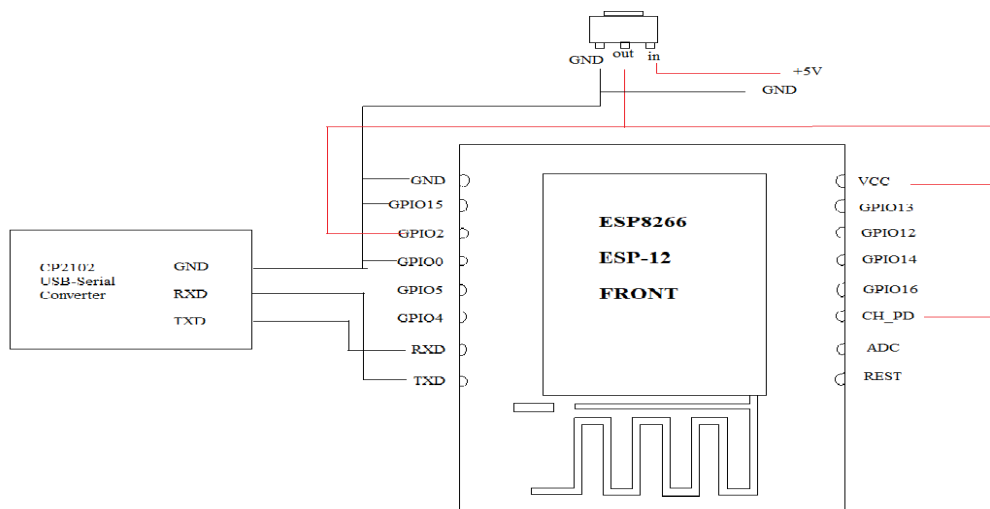 GND
out
in
+5V
GND
GND
GPIO15
GPIO2
GPIO0
GPIO5
GPIO4
RXD
TXD
CP2102
USB-Serial
Converter
GND
RXD
TXD
ESP8266
ESP-12
FRONT
VCC
GPIO13
GPIO12
GPIO14
GPIO16
CH_PD
ADC
REST